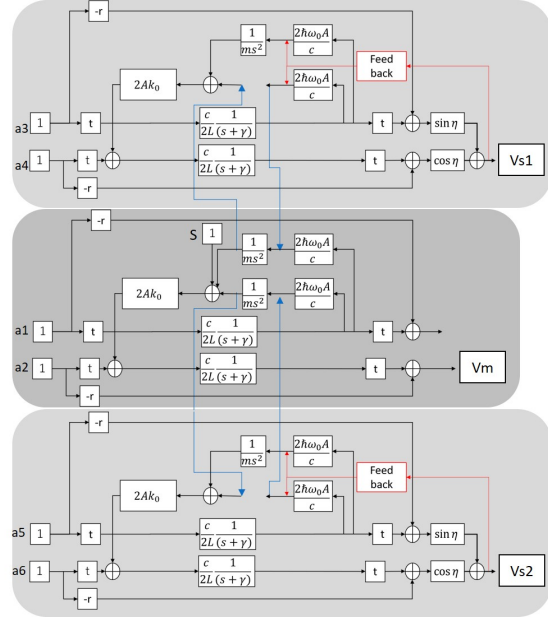 -r
1
ms²
2ħω₀A
c
Feed
back
2Ak₀
2ħω₀A
c
a3 1 t
c 1
2L (s + γ)
t
sin η
a4 1 t
c 1
2L (s + γ)
t
cos η
Vs1
-r
-r
S 1
1
ms²
2ħω₀A
c
2Ak₀
1
ms²
2ħω₀A
c
a1 1 t
c 1
2L (s + γ)
t
a2 1 t
c 1
2L (s + γ)
t
Vm
-r
-r
1
ms²
2ħω₀A
c
Feed
back
2Ak₀
2ħω₀A
c
a5 1 t
c 1
2L (s + γ)
t
sin η
a6 1 t
c 1
2L (s + γ)
t
cos η
Vs2
-r